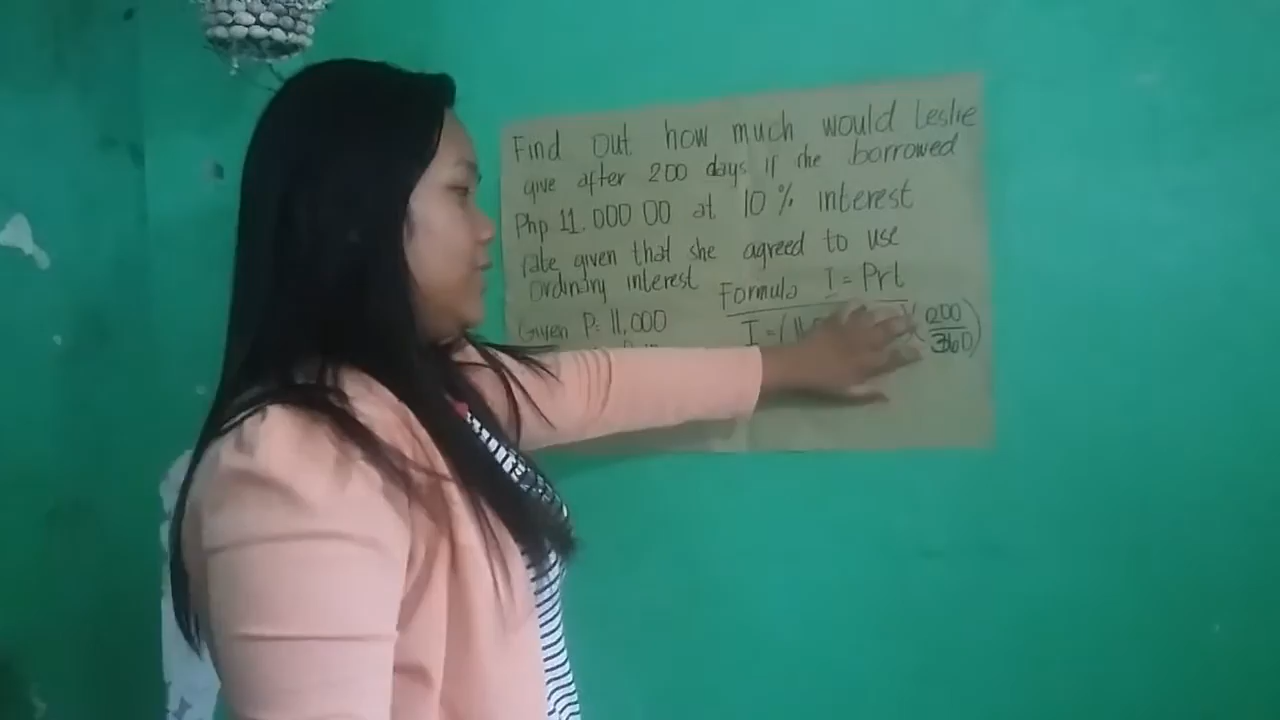 Find out how much would Leslie
give after 200 days if she borrowed
Php 11.000 00 at 10% interest
rate given that she agreed to use
ordinary interest
Formula I = Prt
Given P= 11,000
I = ( 11, )( 200
360 )